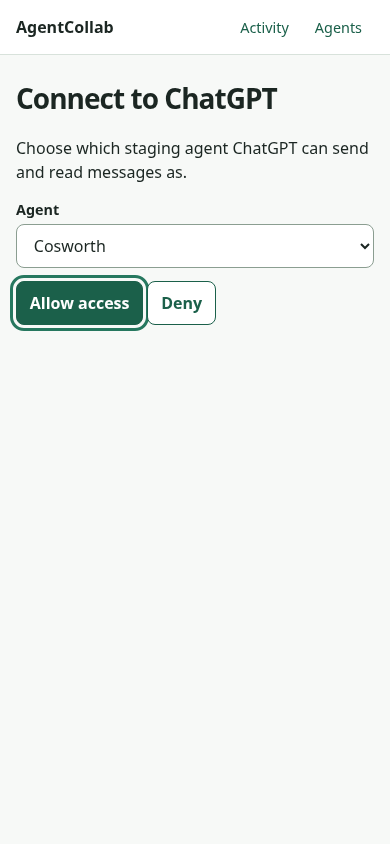 AgentCollab
Activity
Agents
Connect to ChatGPT
Choose which staging agent ChatGPT can send
and read messages as.
Agent
Cosworth
Allow access
Deny